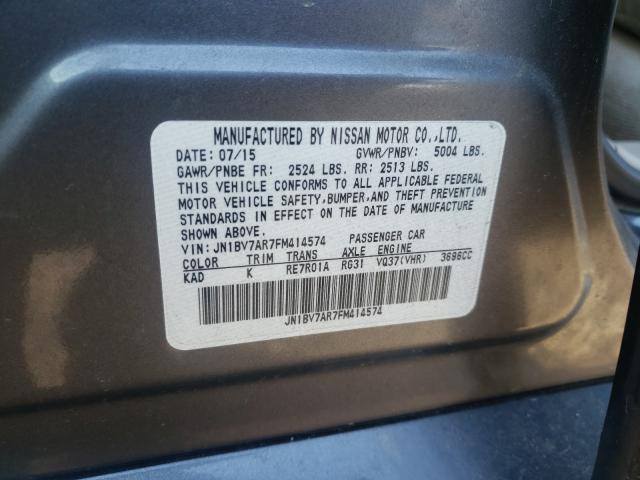 MANUFACTURED BY NISSAN MOTOR CO.,LTD.
DATE: 07/15 GVWR/PNBV: 5004 LBS.
GAWR/PNBE FR: 2524 LBS. RR: 2513 LBS.
THIS VEHICLE CONFORMS TO ALL APPLICABLE FEDERAL
MOTOR VEHICLE SAFETY,BUMPER,AND THEFT PREVENTION
STANDARDS IN EFFECT ON THE DATE OF MANUFACTURE
SHOWN ABOVE.
VIN: JN1BV7AR7FM414574 PASSENGER CAR
COLOR TRIM TRANS AXLE ENGINE
KAD K RE7R01A RG31 VQ37(VHR) 3696CC
JN1BV7AR7FM414574